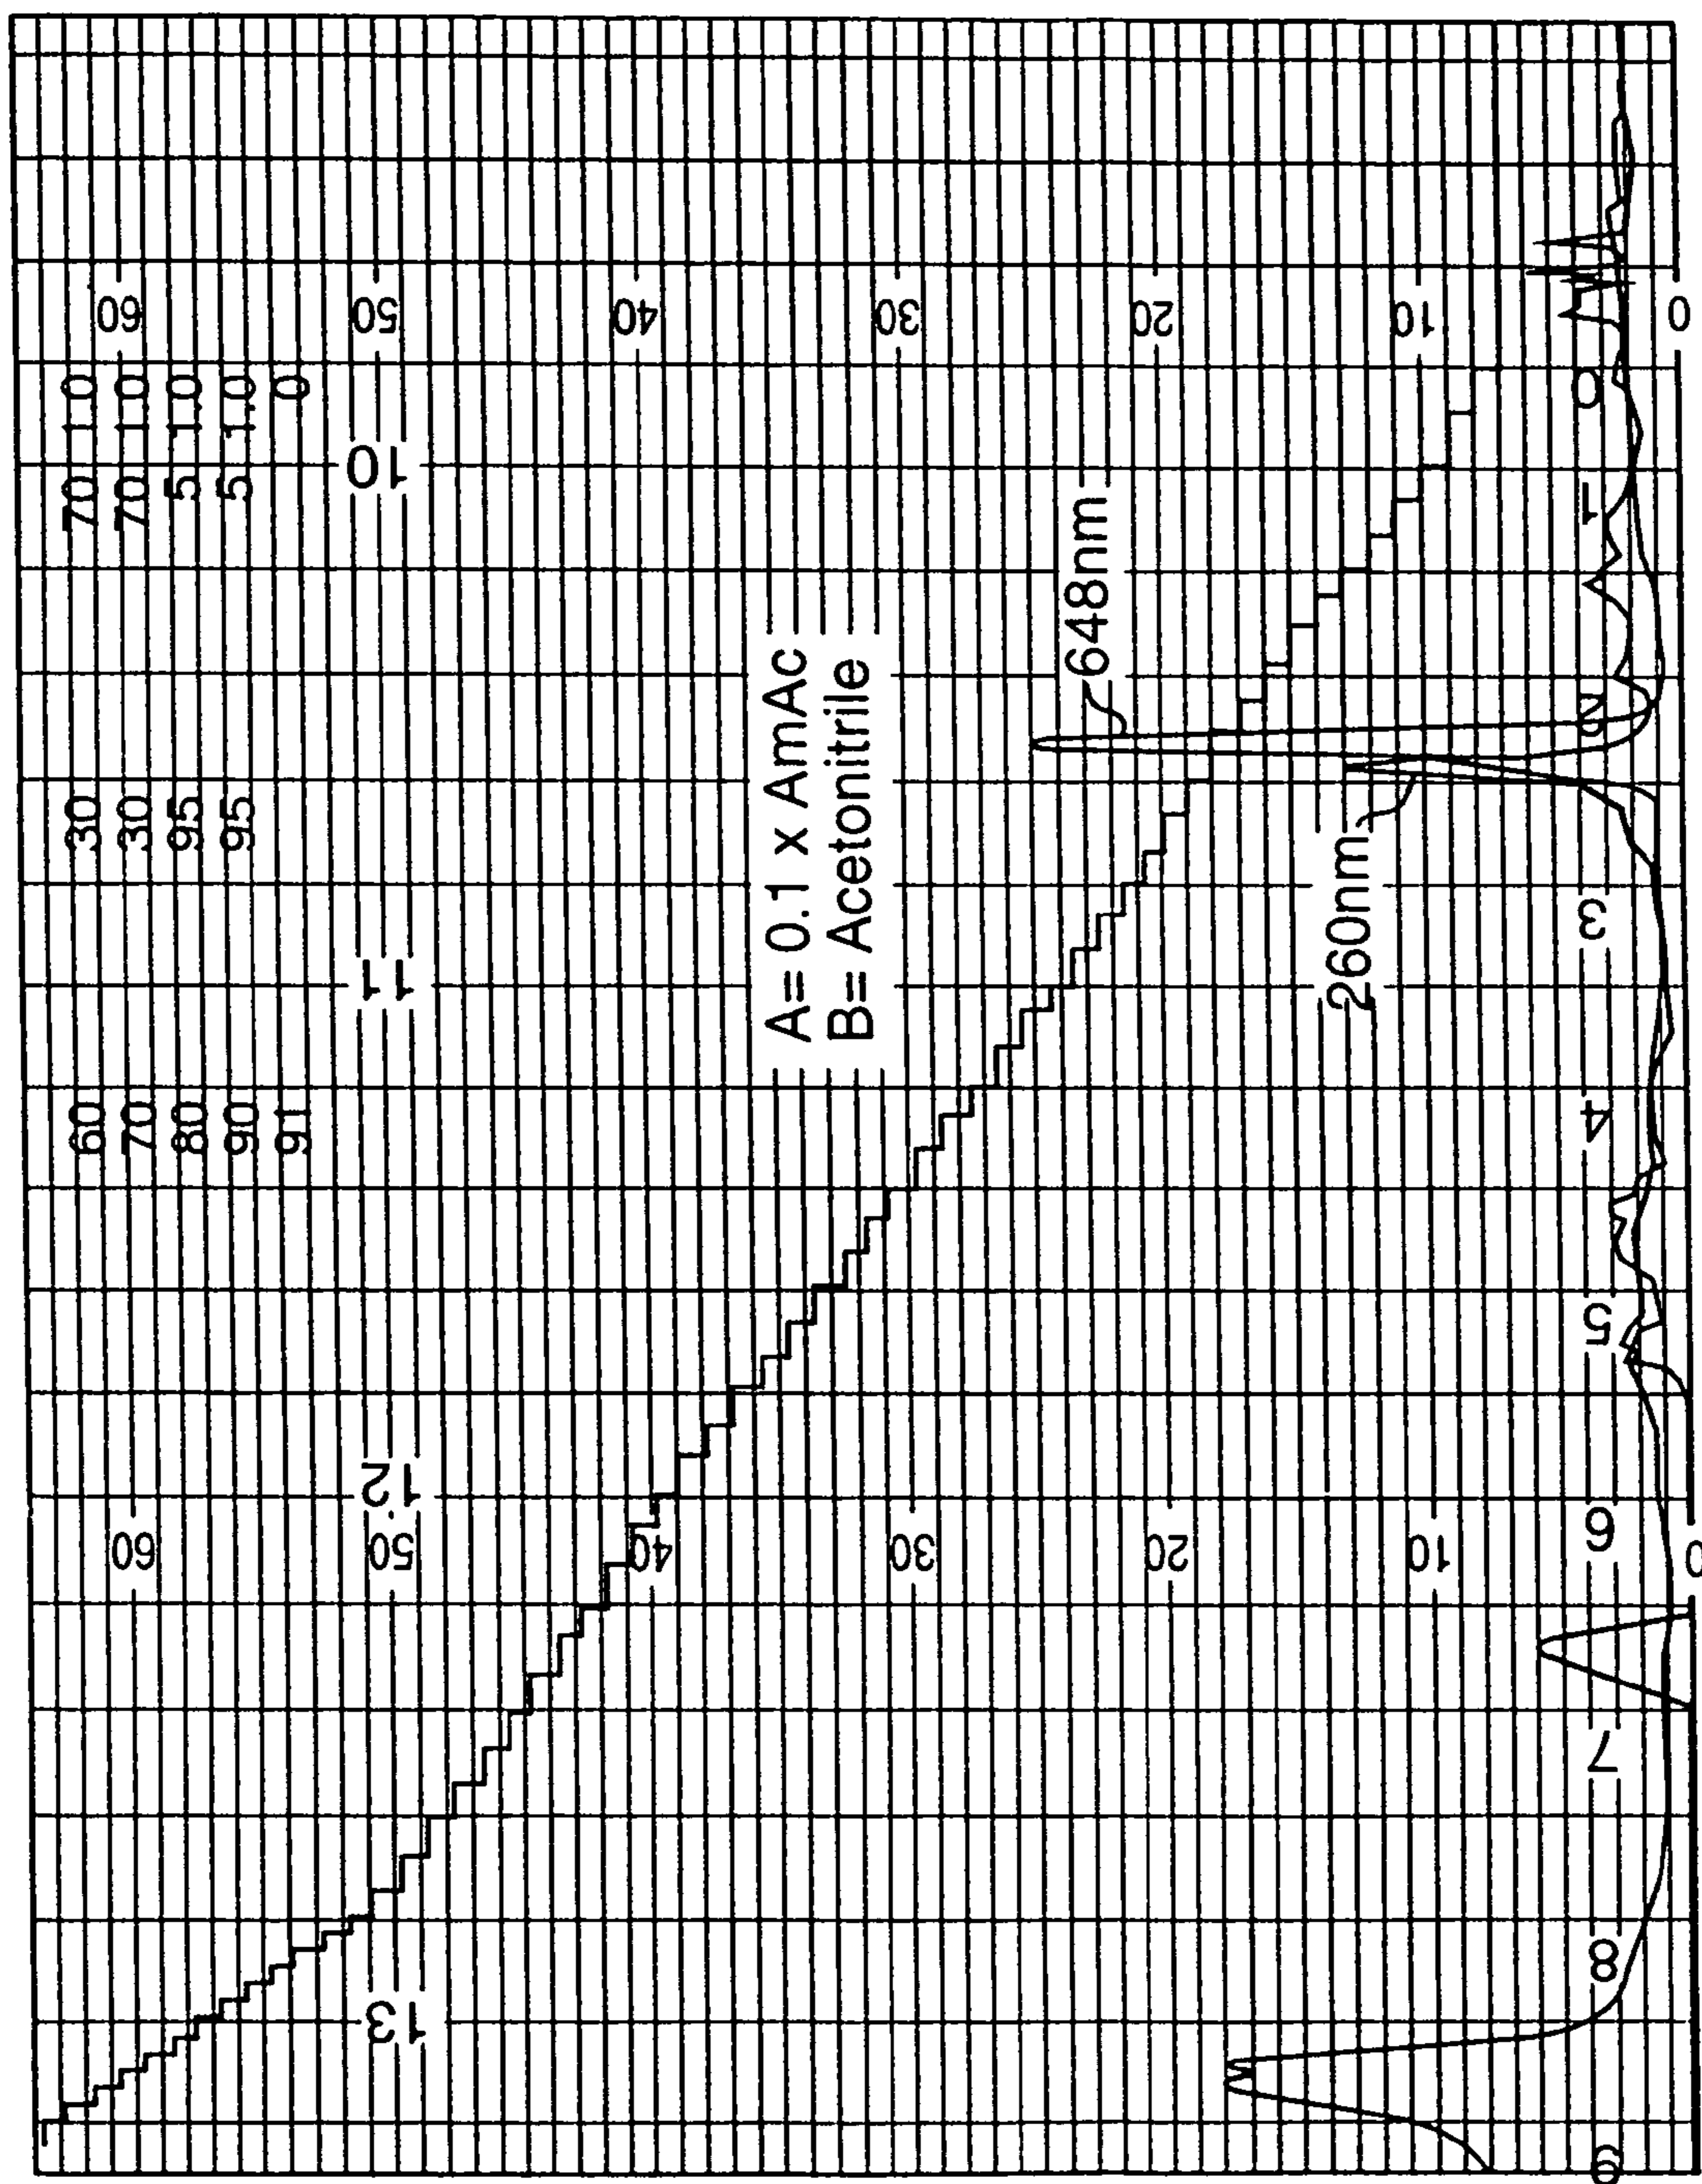 60 30 70 1.0
70 30 70 1.0
80 95 5 1.0
90 95 5 1.0
91 0
A= 0.1 x AmAc
B= Acetonitrile
648nm
260nm
60 50 40 30 20 10 0
60 50 40 30 20 10 0
10 11 12 13
0 1 2 3 4 5 6 7 8 9